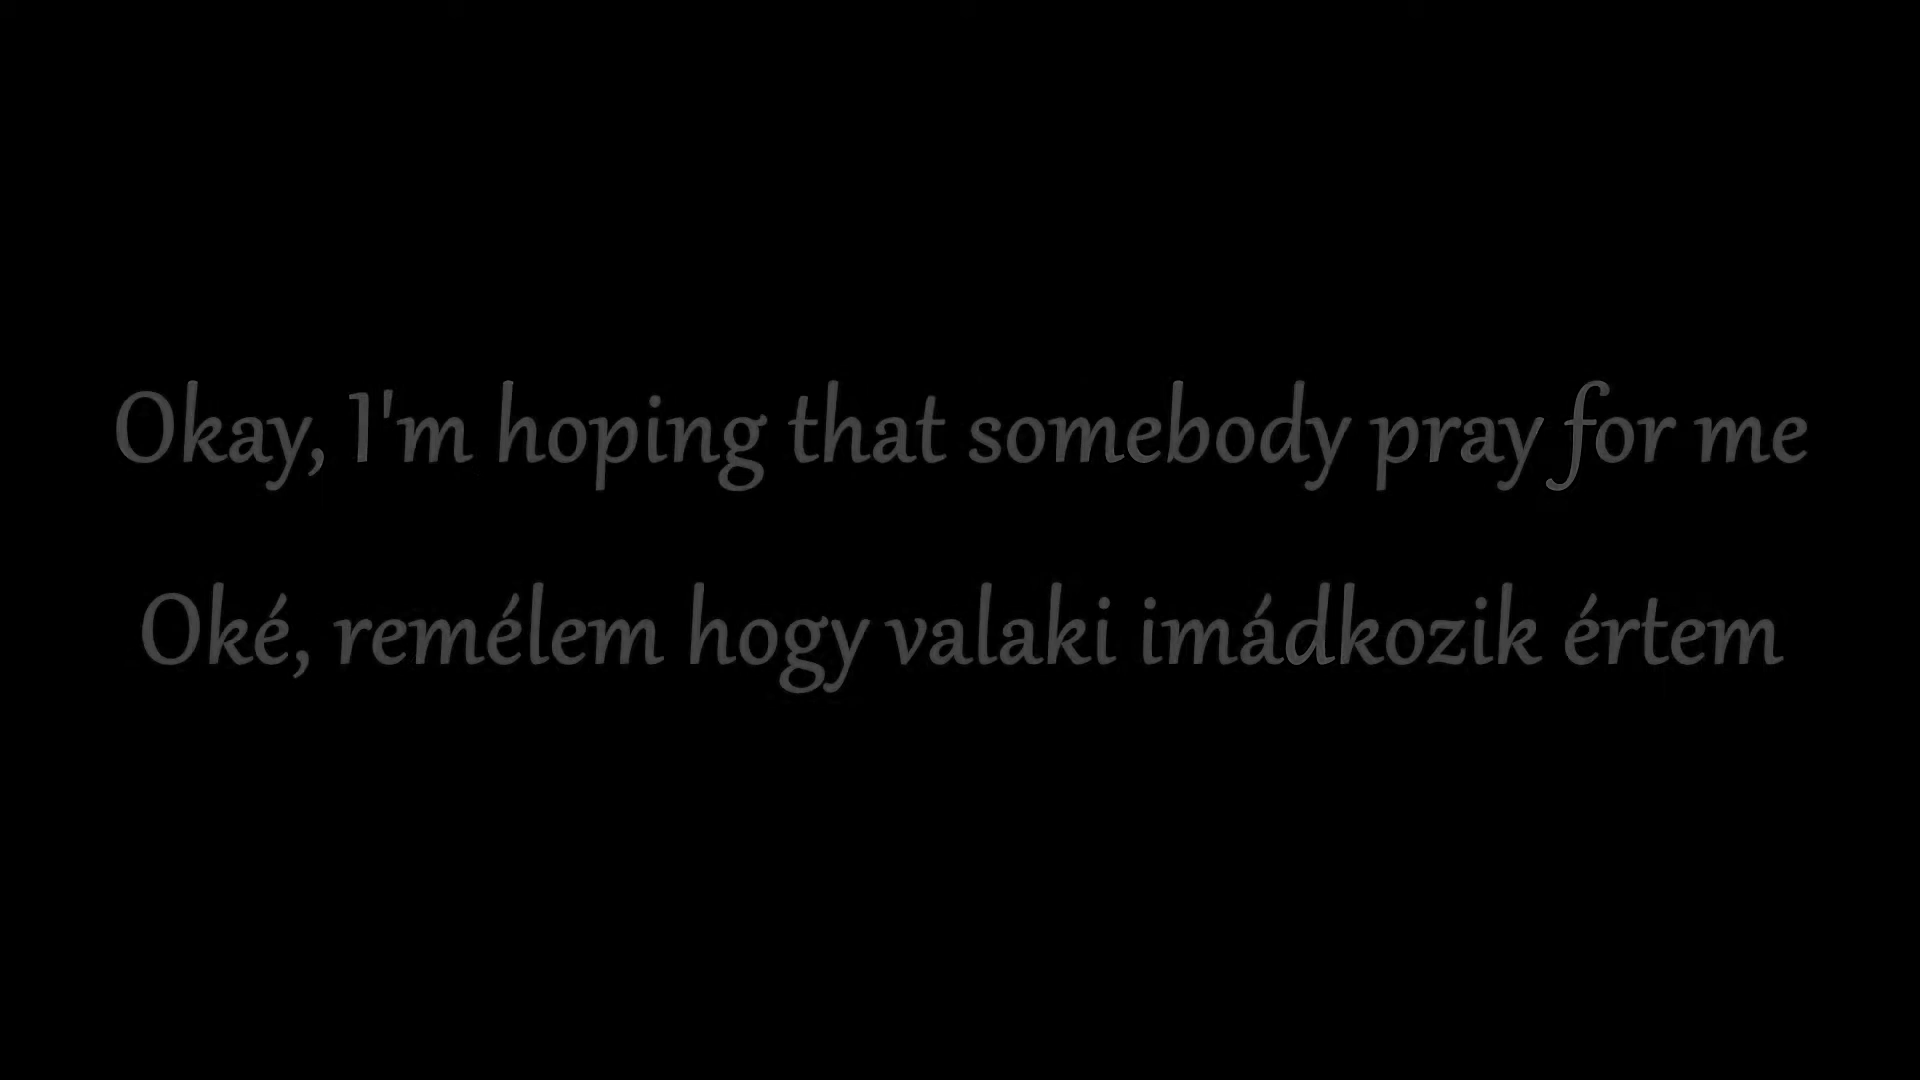 Okay, I'm hoping that somebody pray for me
Oké, remélem hogy valaki imádkozik értem